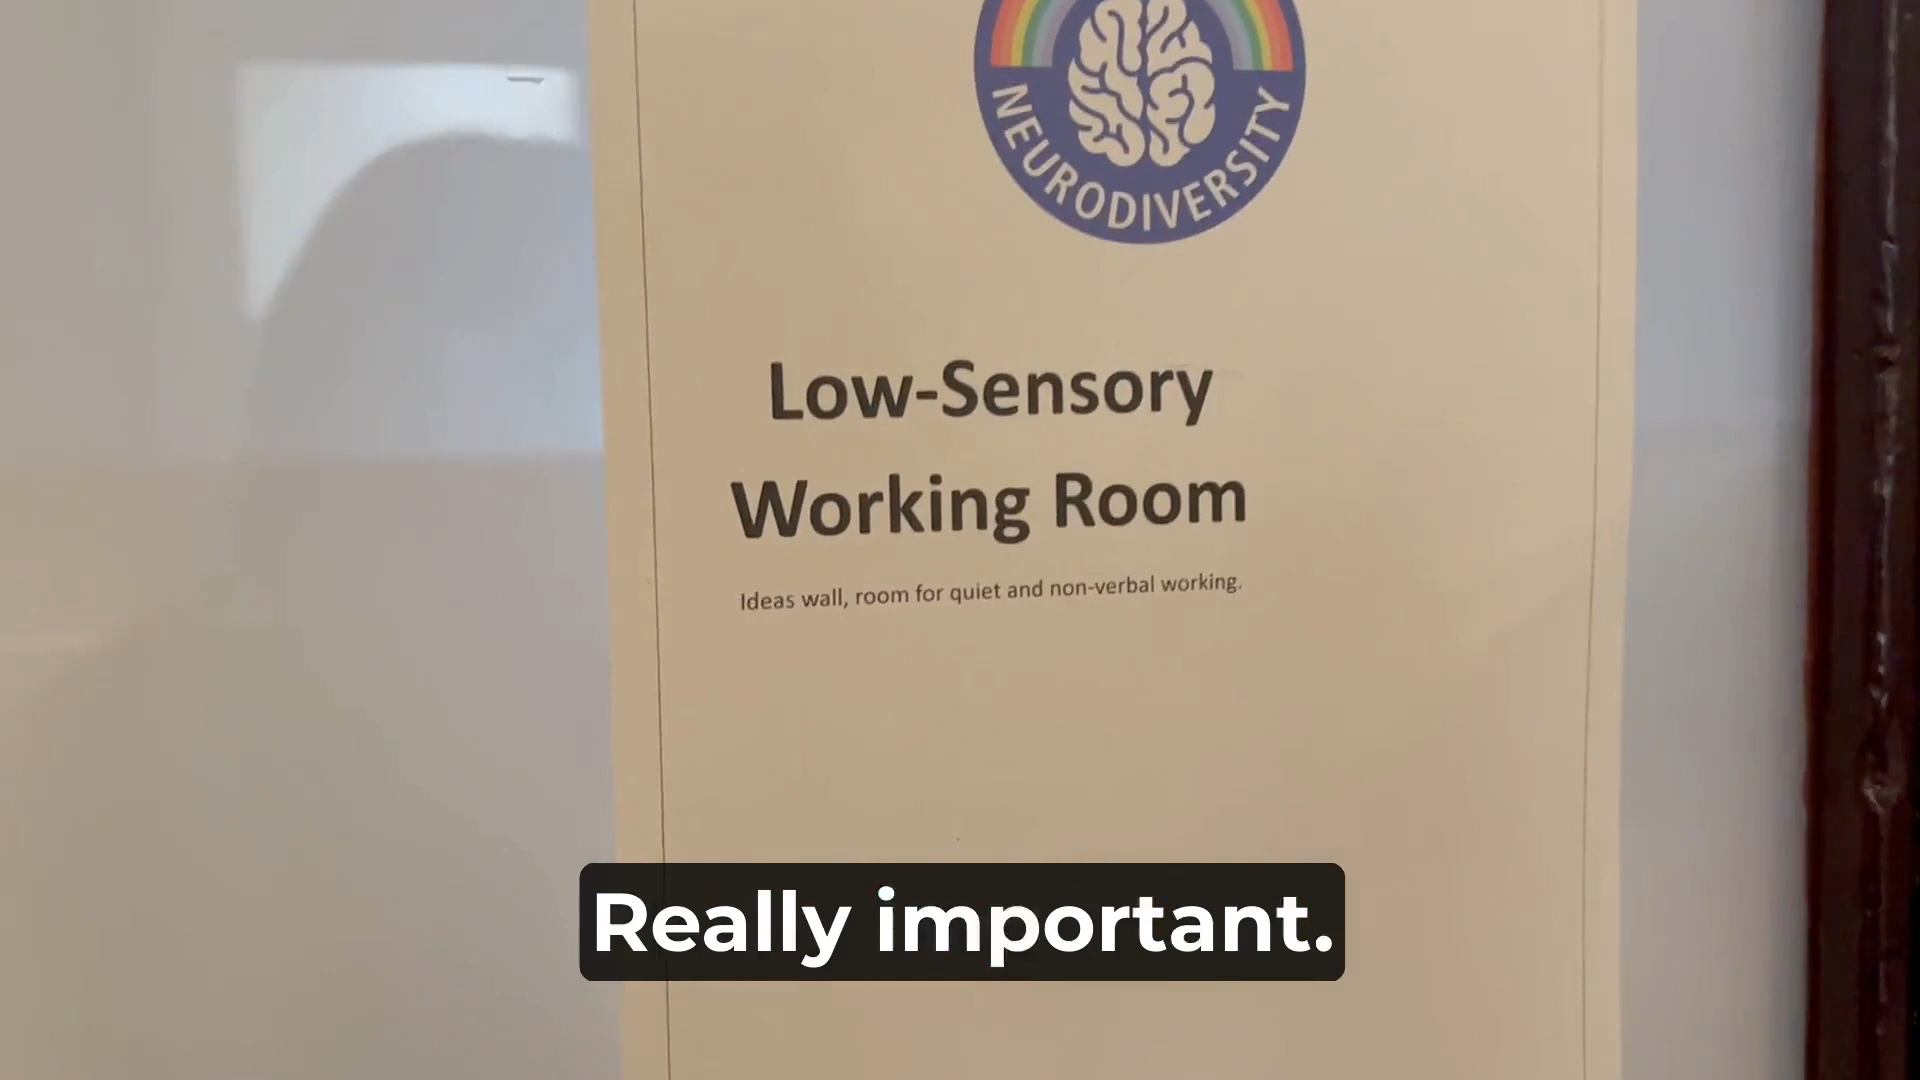 NEURODIVERSITY
Low-Sensory
Working Room
Ideas wall, room for quiet and non-verbal working.
Really important.